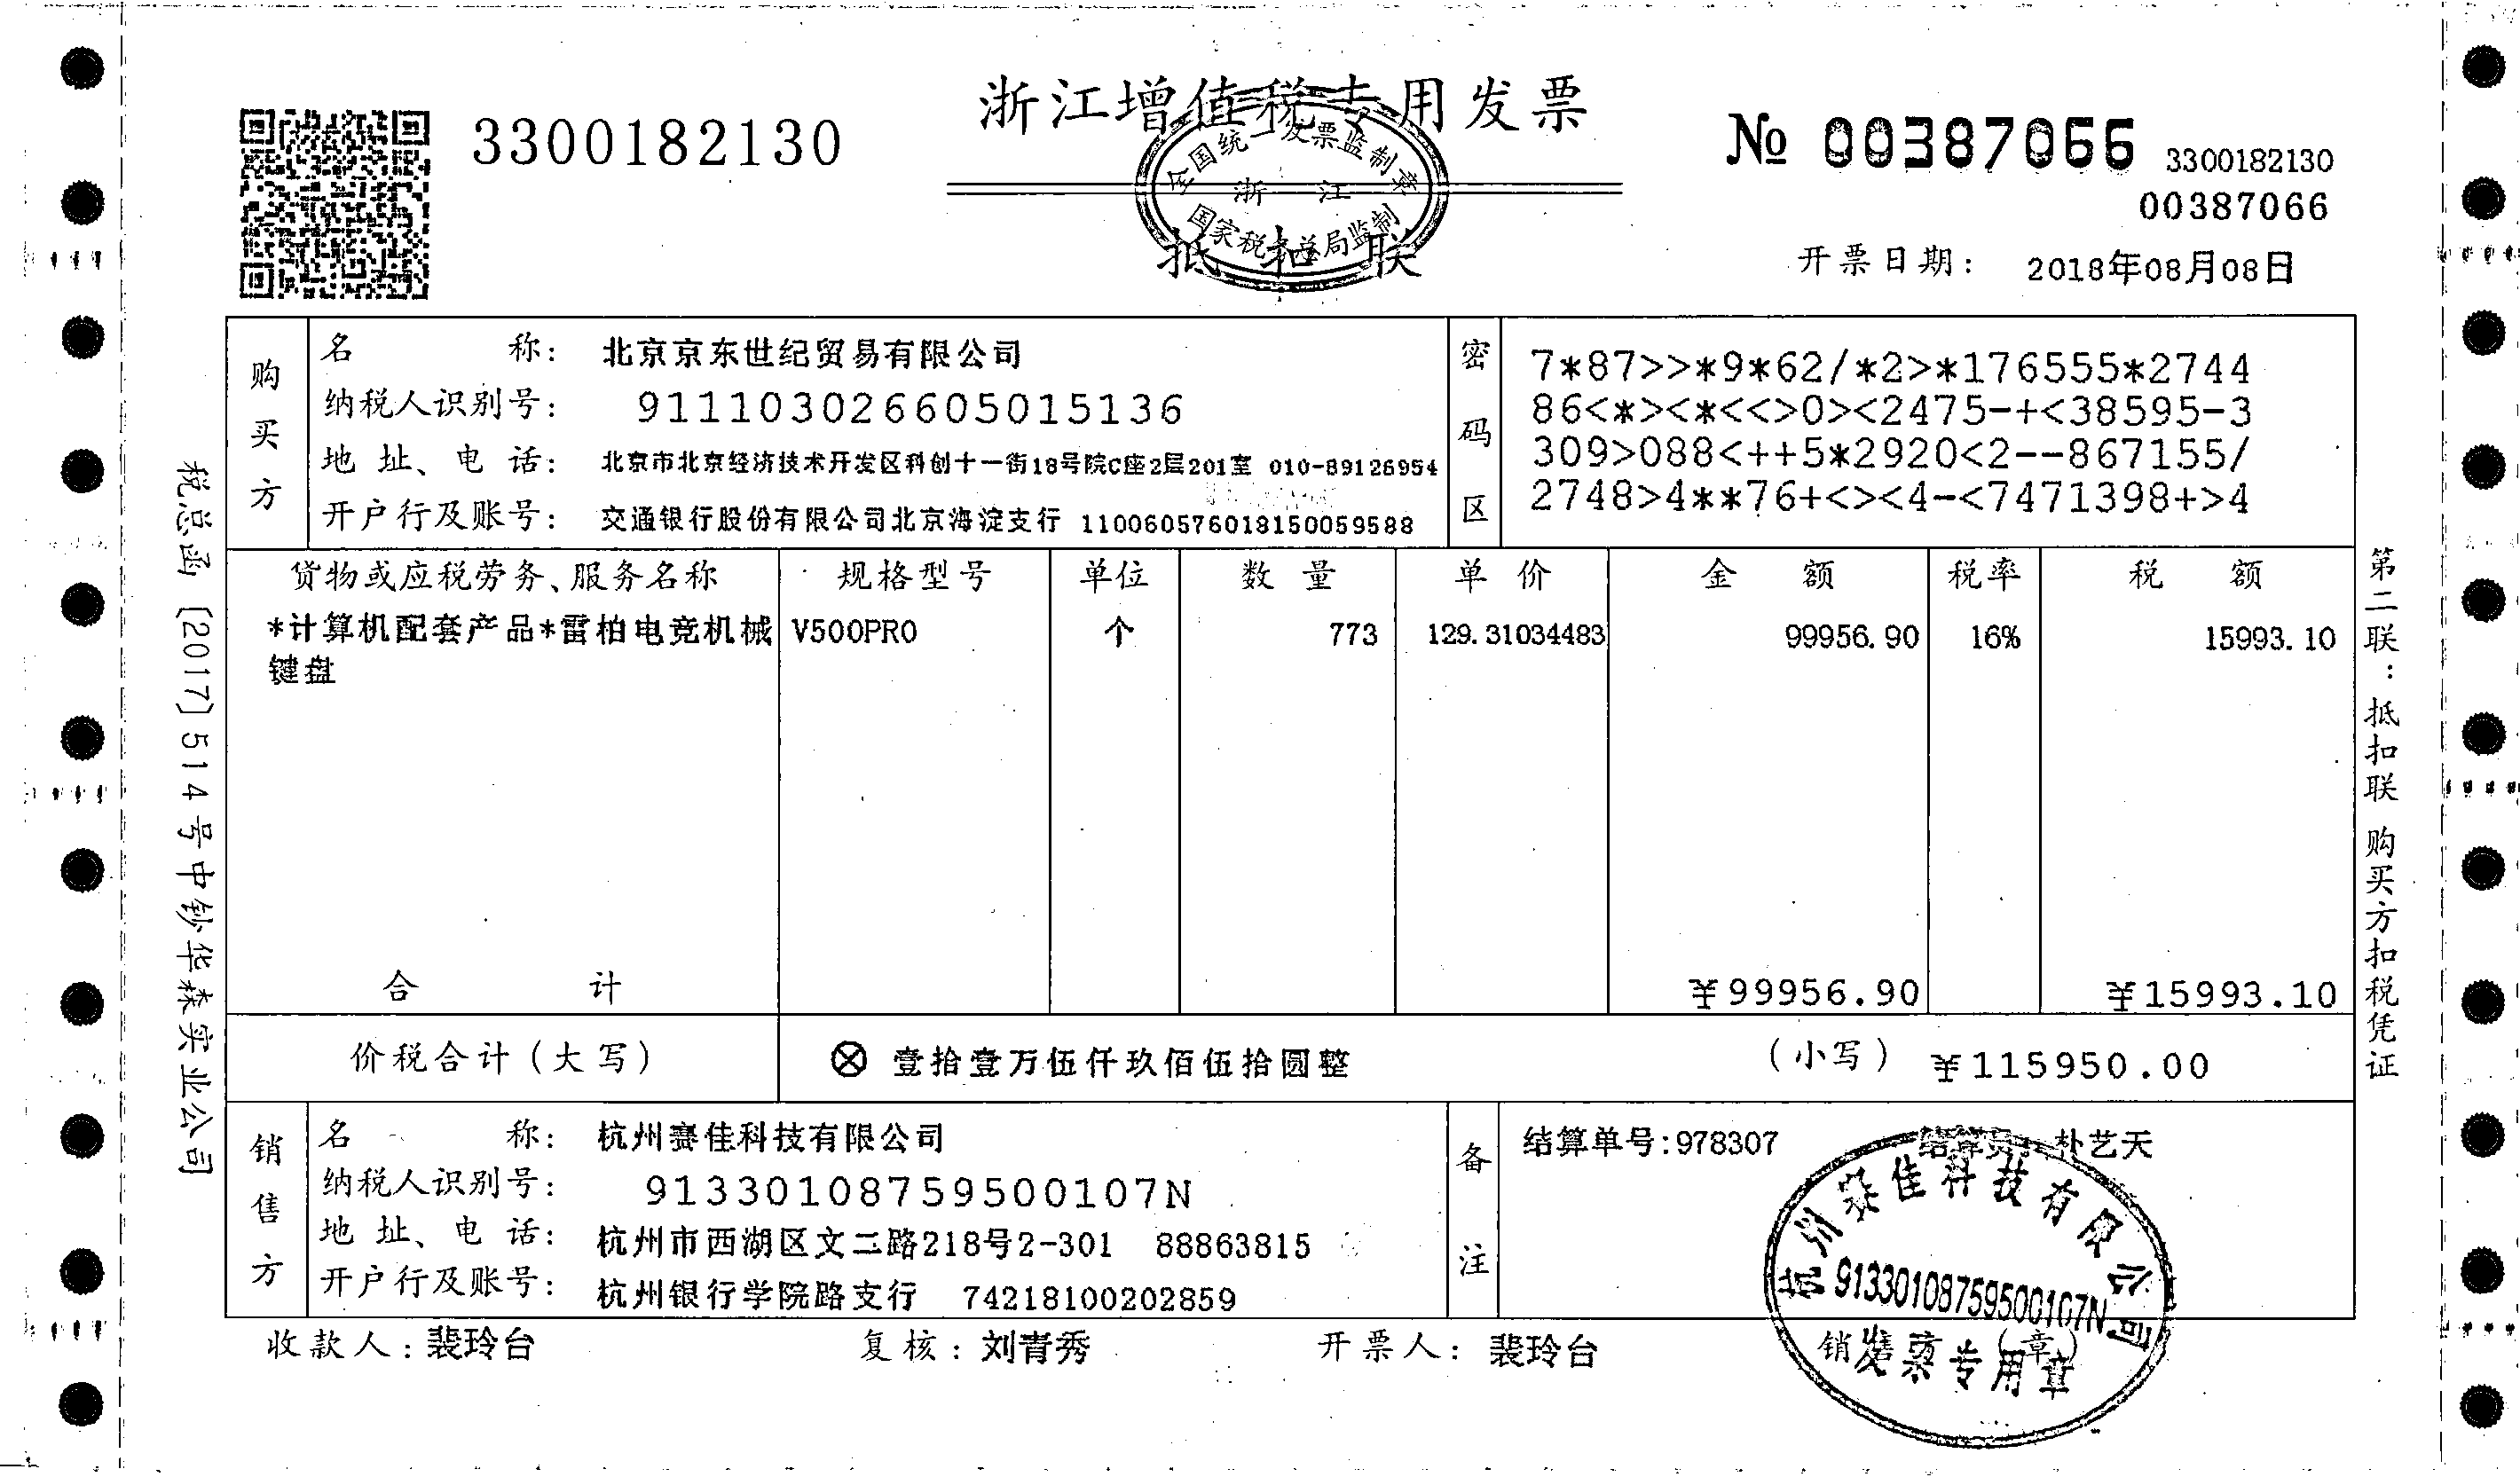 浙江增值税专用发票
3300182130
No 00387066
3300182130
00387066
全国统一发票监制章
浙江
国家税务总局监制
抵扣联
开票日期: 2018年08月08日
购买方
名称: 北京京东世纪贸易有限公司
纳税人识别号: 911103026605015136
地址、电话: 北京市北京经济技术开发区科创十一街18号院C座2层201室 010-89126954
开户行及账号: 交通银行股份有限公司北京海淀支行 110060576018150059588
密码区
7*87>>*9*62/*2>*176555*2744
86<*><*<<>0><2475-+<38595-3
309>088<++5*2920<2--867155/
2748>4**76+<><4-<7471398+>4
货物或应税劳务、服务名称 规格型号 单位 数量 单价 金额 税率 税额
*计算机配套产品*雷柏电竞机械 V500PRO 个 773 129.31034483 99956.90 16% 15993.10
键盘
合计 ¥99956.90 ¥15993.10
价税合计(大写) ⊗ 壹拾壹万伍仟玖佰伍拾圆整 (小写) ¥115950.00
销售方
名称: 杭州赛佳科技有限公司
纳税人识别号: 91330108759500107N
地址、电话: 杭州市西湖区文二路218号2-301 88863815
开户行及账号: 杭州银行学院路支行 74218100202859
备注
结算单号:978307 结算员: 朴艺天
杭州赛佳科技有限公司
91330108759500107N
发票专用章
收款人: 裴玲台 复核: 刘青秀 开票人: 裴玲台 销售方:(章)
税总函〔2017〕514号中钞华森实业公司
第二联:抵扣联 购买方扣税凭证